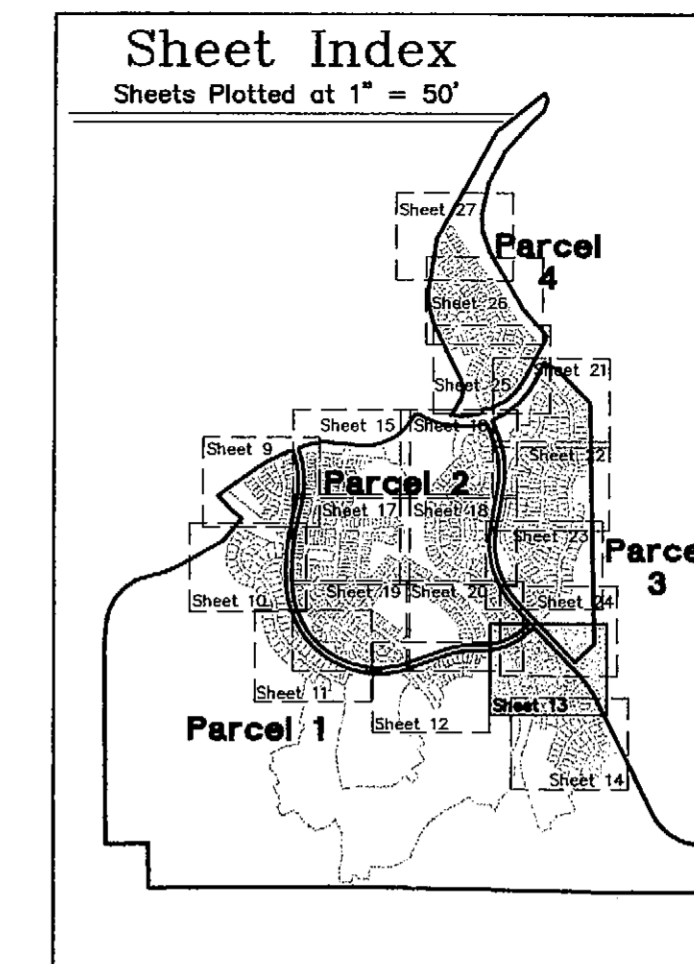 Sheet Index
Sheets Plotted at 1" = 50'
Sheet 27
Parcel
4
Sheet 26
Sheet 21
Sheet 25
Sheet 15
Sheet 16
Sheet 9
Sheet 22
Parcel 2
Sheet 17
Sheet 18
Sheet 23
Parce
3
Sheet 10
Sheet 19
Sheet 20
Sheet 24
Sheet 11
Sheet 13
Parcel 1
Sheet 12
Sheet 14